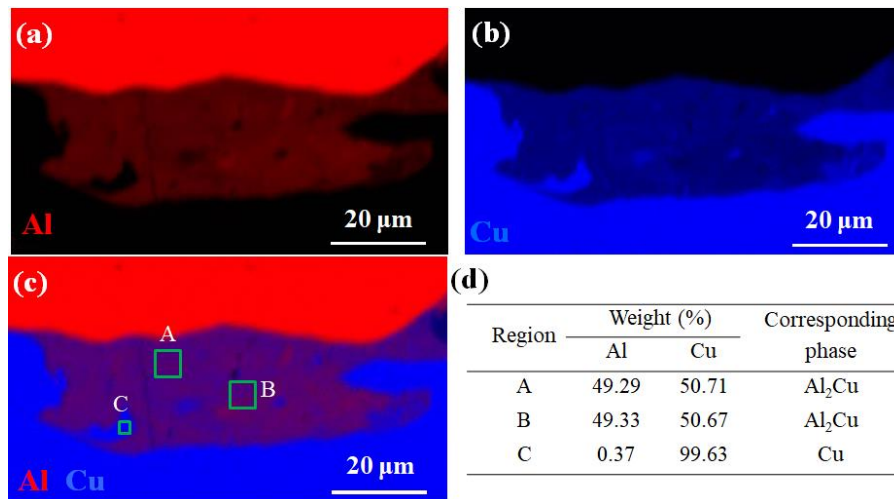 (a)
Al
20 μm
(b)
Cu
20 μm
(c)
A
B
C
Al Cu
20 μm
(d)
Region Weight (%) Corresponding phase
Al Cu
A 49.29 50.71 Al₂Cu
B 49.33 50.67 Al₂Cu
C 0.37 99.63 Cu